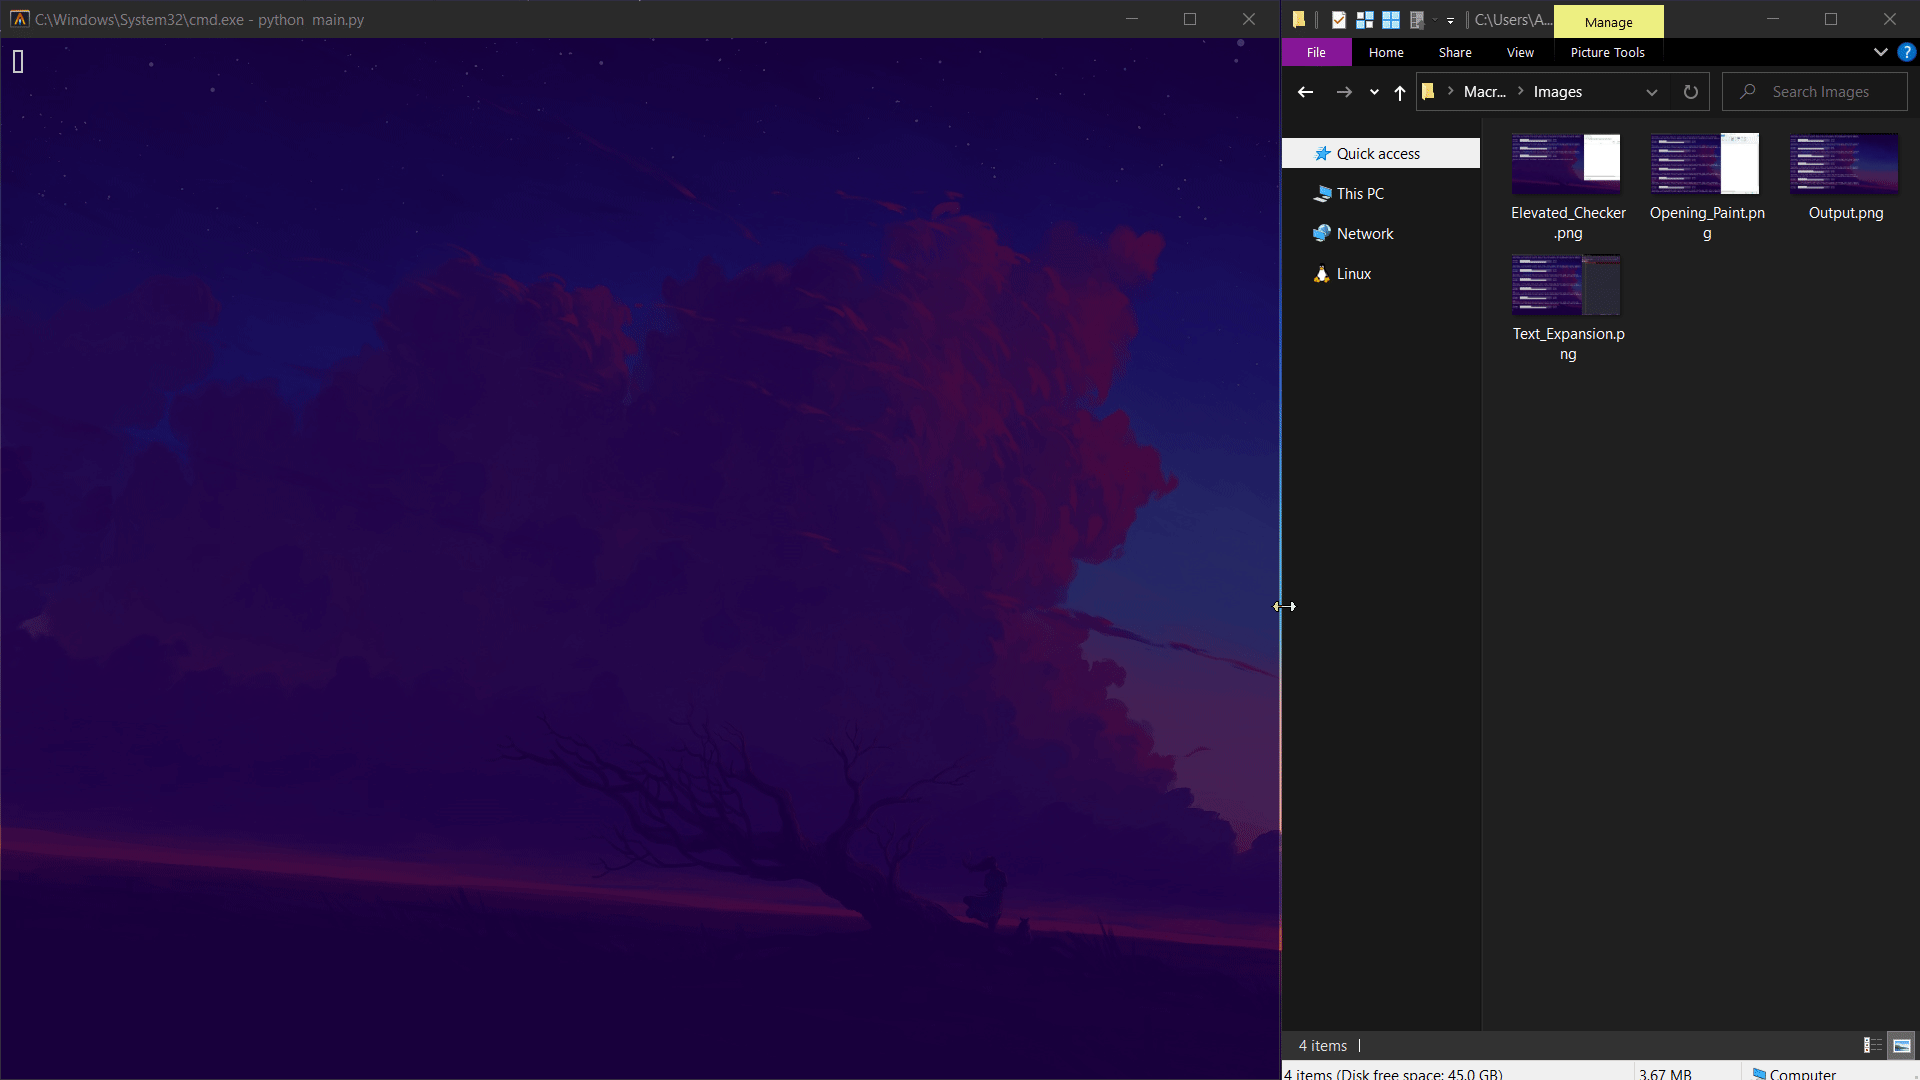 C:\Windows\System32\cmd.exe - python  main.py
C:\Users\A...
Manage
File
Home
Share
View
Picture Tools
?
Macr...
Images
Search Images
Quick access
This PC
Network
Linux
Elevated_Checker
.png
Opening_Paint.pn
g
Output.png
Text_Expansion.p
ng
4 items
4 items (Disk free space: 45.0 GB)
3.67 MB
Computer